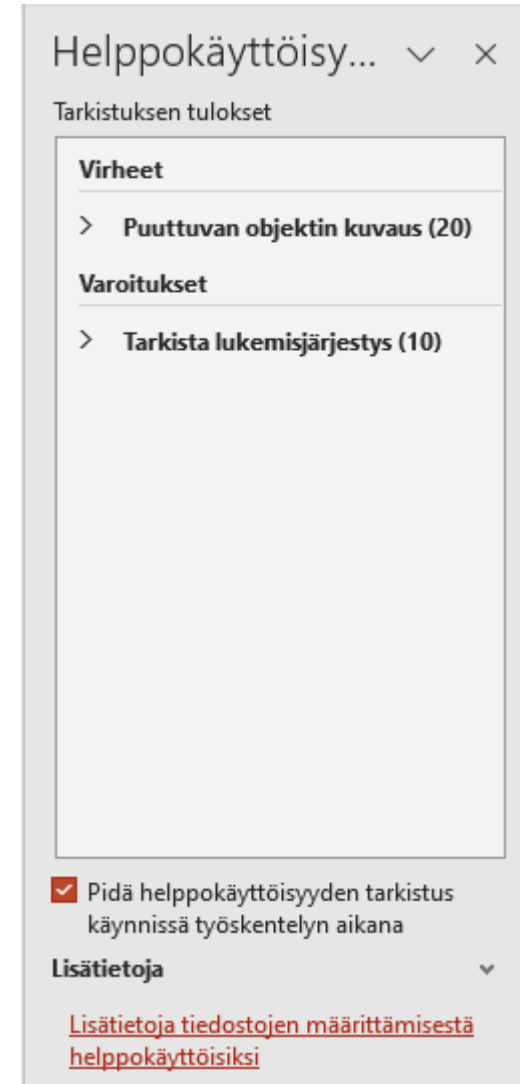 Helppokäyttöisy...
Tarkistuksen tulokset
Virheet
Puuttuvan objektin kuvaus (20)
Varoitukset
Tarkista lukemisjärjestys (10)
Pidä helppokäyttöisyyden tarkistus
käynnissä työskentelyn aikana
Lisätietoja
Lisätietoja tiedostojen määrittämisestä
helppokäyttöisiksi